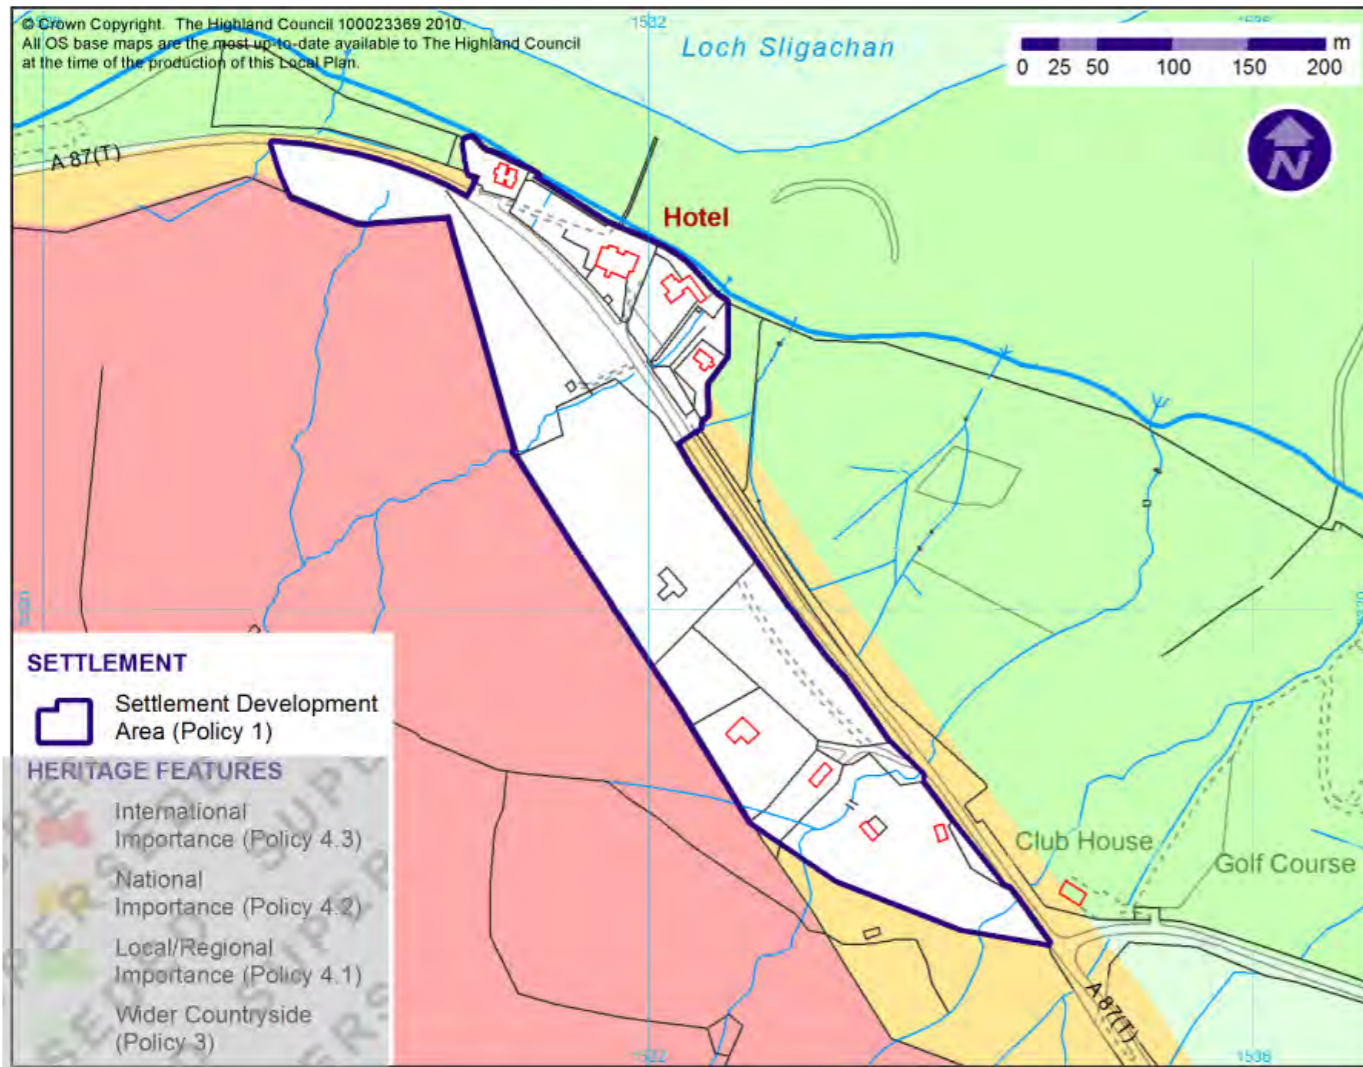 © Crown Copyright. The Highland Council 100023369 2010.
All OS base maps are the most up-to-date available to The Highland Council
at the time of the production of this Local Plan.
1532
Loch Sligachan
m
0 25 50 100 150 200
N
A 87(T)
Hotel
SETTLEMENT
Settlement Development
Area (Policy 1)
HERITAGE FEATURES
International
Importance (Policy 4.3)
National
Importance (Policy 4.2)
Local/Regional
Importance (Policy 4.1)
Wider Countryside
(Policy 3)
Club House
Golf Course
A 87(T)
1536